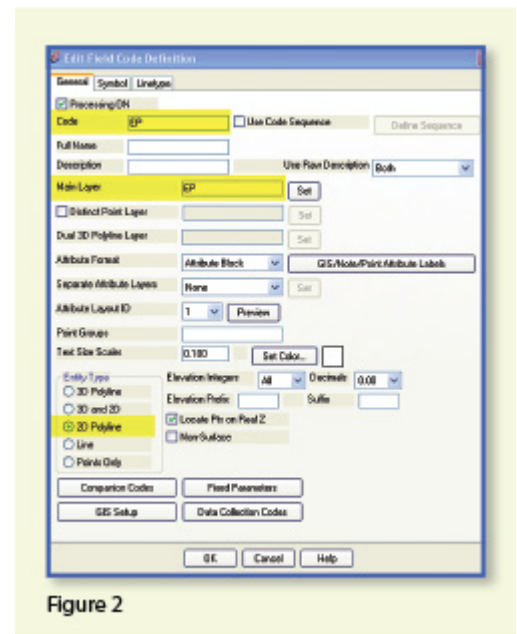 Edit Field Code Definition
General Symbol Linetype
Processing ON
Code EP Use Code Sequence Define Sequence
Full Name
Description Use Raw Description Both
Main Layer EP Set
Distinct Point Layer Set
Dual 3D Polyline Layer Set
Attribute Format Attribute Block GIS/Note/Point Attribute Labels
Separate Attribute Layers None Set
Attribute Layout ID 1 Preview
Point Groups
Text Size Scaler 0.100 Set Color...
Entity Type Elevation Integers All Decimals 0.00
3D Polyline Elevation Prefix Suffix
3D and 2D Locate Pts on Real Z
2D Polyline Non-Surface
Line
Points Only
Companion Codes Fixed Parameters
GIS Setup Data Collection Codes
OK Cancel Help
Figure 2